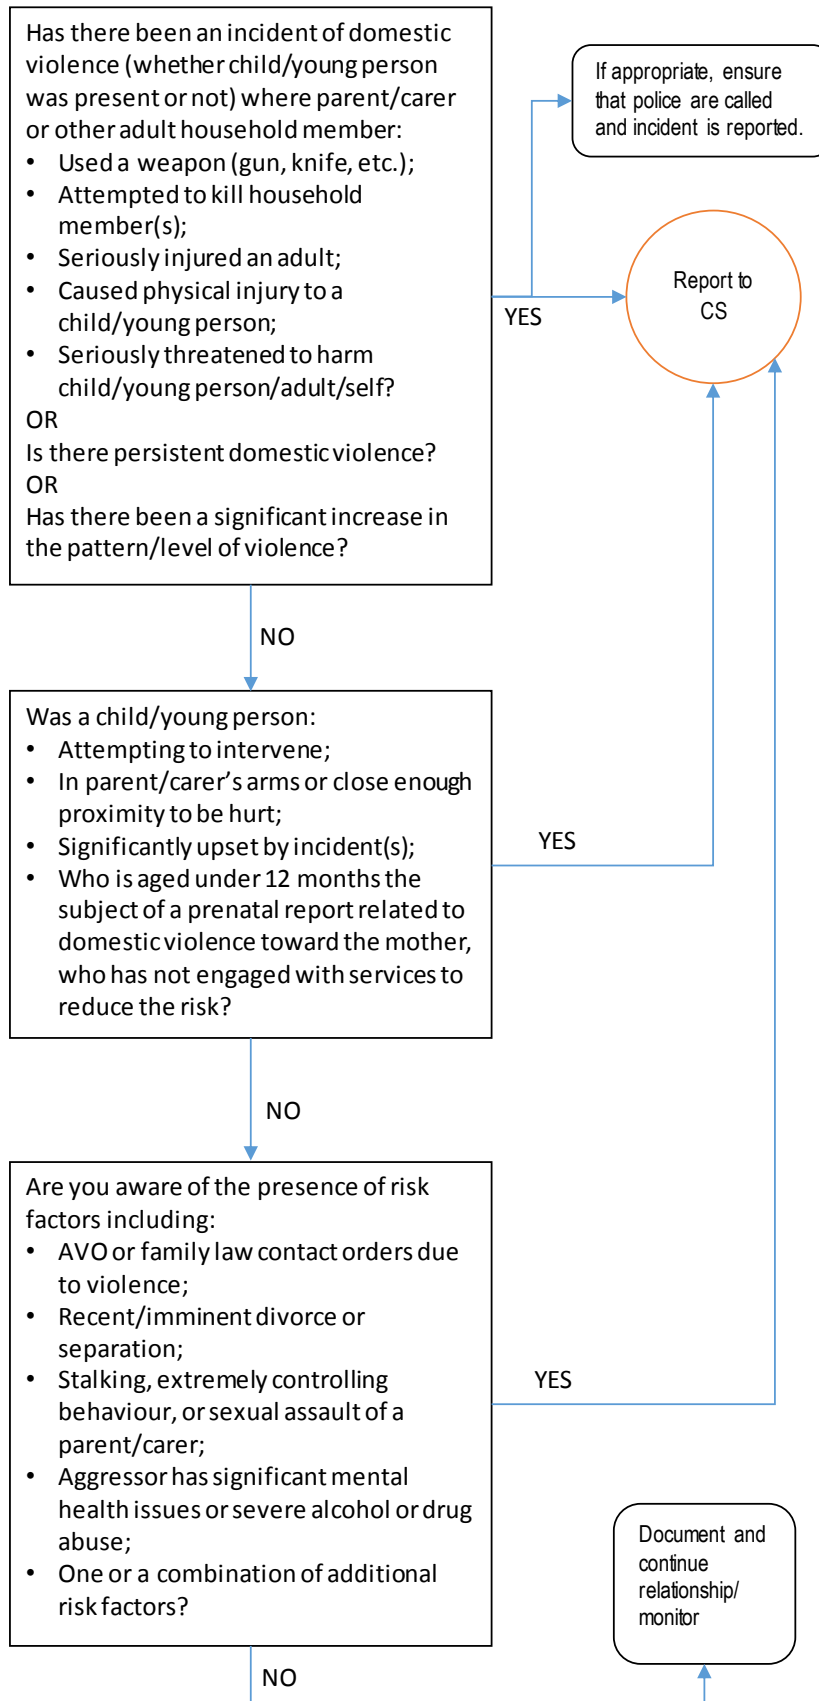 Has there been an incident of domestic
violence (whether child/young person
was present or not) where parent/carer
or other adult household member:
• Used a weapon (gun, knife, etc.);
• Attempted to kill household
member(s);
• Seriously injured an adult;
• Caused physical injury to a
child/young person;
• Seriously threatened to harm
child/young person/adult/self?
OR
Is there persistent domestic violence?
OR
Has there been a significant increase in
the pattern/level of violence?
If appropriate, ensure
that police are called
and incident is reported.
YES
Report to
CS
NO
Was a child/young person:
• Attempting to intervene;
• In parent/carer's arms or close enough
proximity to be hurt;
• Significantly upset by incident(s);
• Who is aged under 12 months the
subject of a prenatal report related to
domestic violence toward the mother,
who has not engaged with services to
reduce the risk?
YES
NO
Are you aware of the presence of risk
factors including:
• AVO or family law contact orders due
to violence;
• Recent/imminent divorce or
separation;
• Stalking, extremely controlling
behaviour, or sexual assault of a
parent/carer;
• Aggressor has significant mental
health issues or severe alcohol or drug
abuse;
• One or a combination of additional
risk factors?
YES
Document and
continue
relationship/
monitor
NO